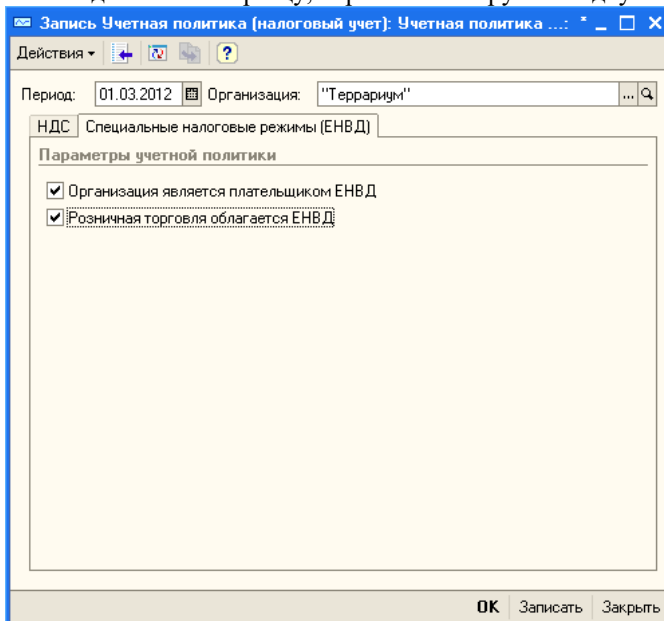 Запись Учетная политика (налоговый учет): Учетная политика ...: *
Действия
Период: 01.03.2012 Организация: "Террариум" ...
НДС Специальные налоговые режимы (ЕНВД)
Параметры учетной политики
Организация является плательщиком ЕНВД
Розничная торговля облагается ЕНВД
OK Записать Закрыть